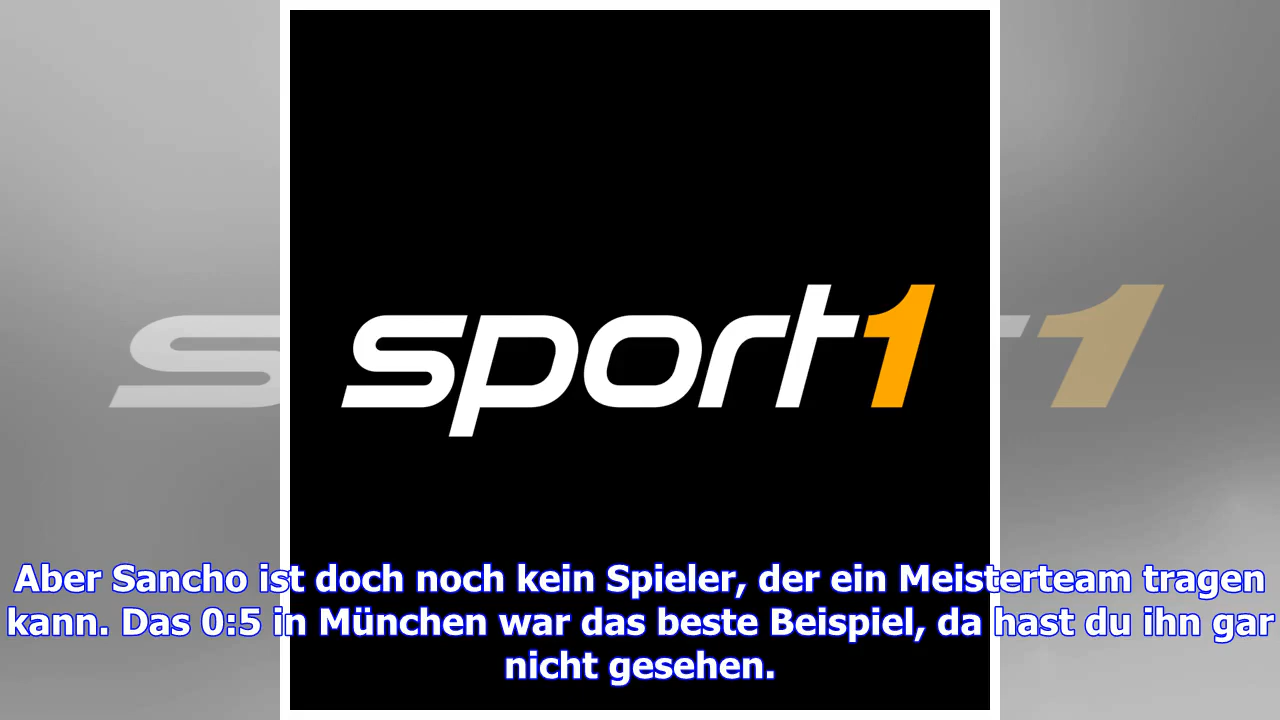 sport1
Aber Sancho ist doch noch kein Spieler, der ein Meisterteam tragen
kann. Das 0:5 in München war das beste Beispiel, da hast du ihn gar
nicht gesehen.